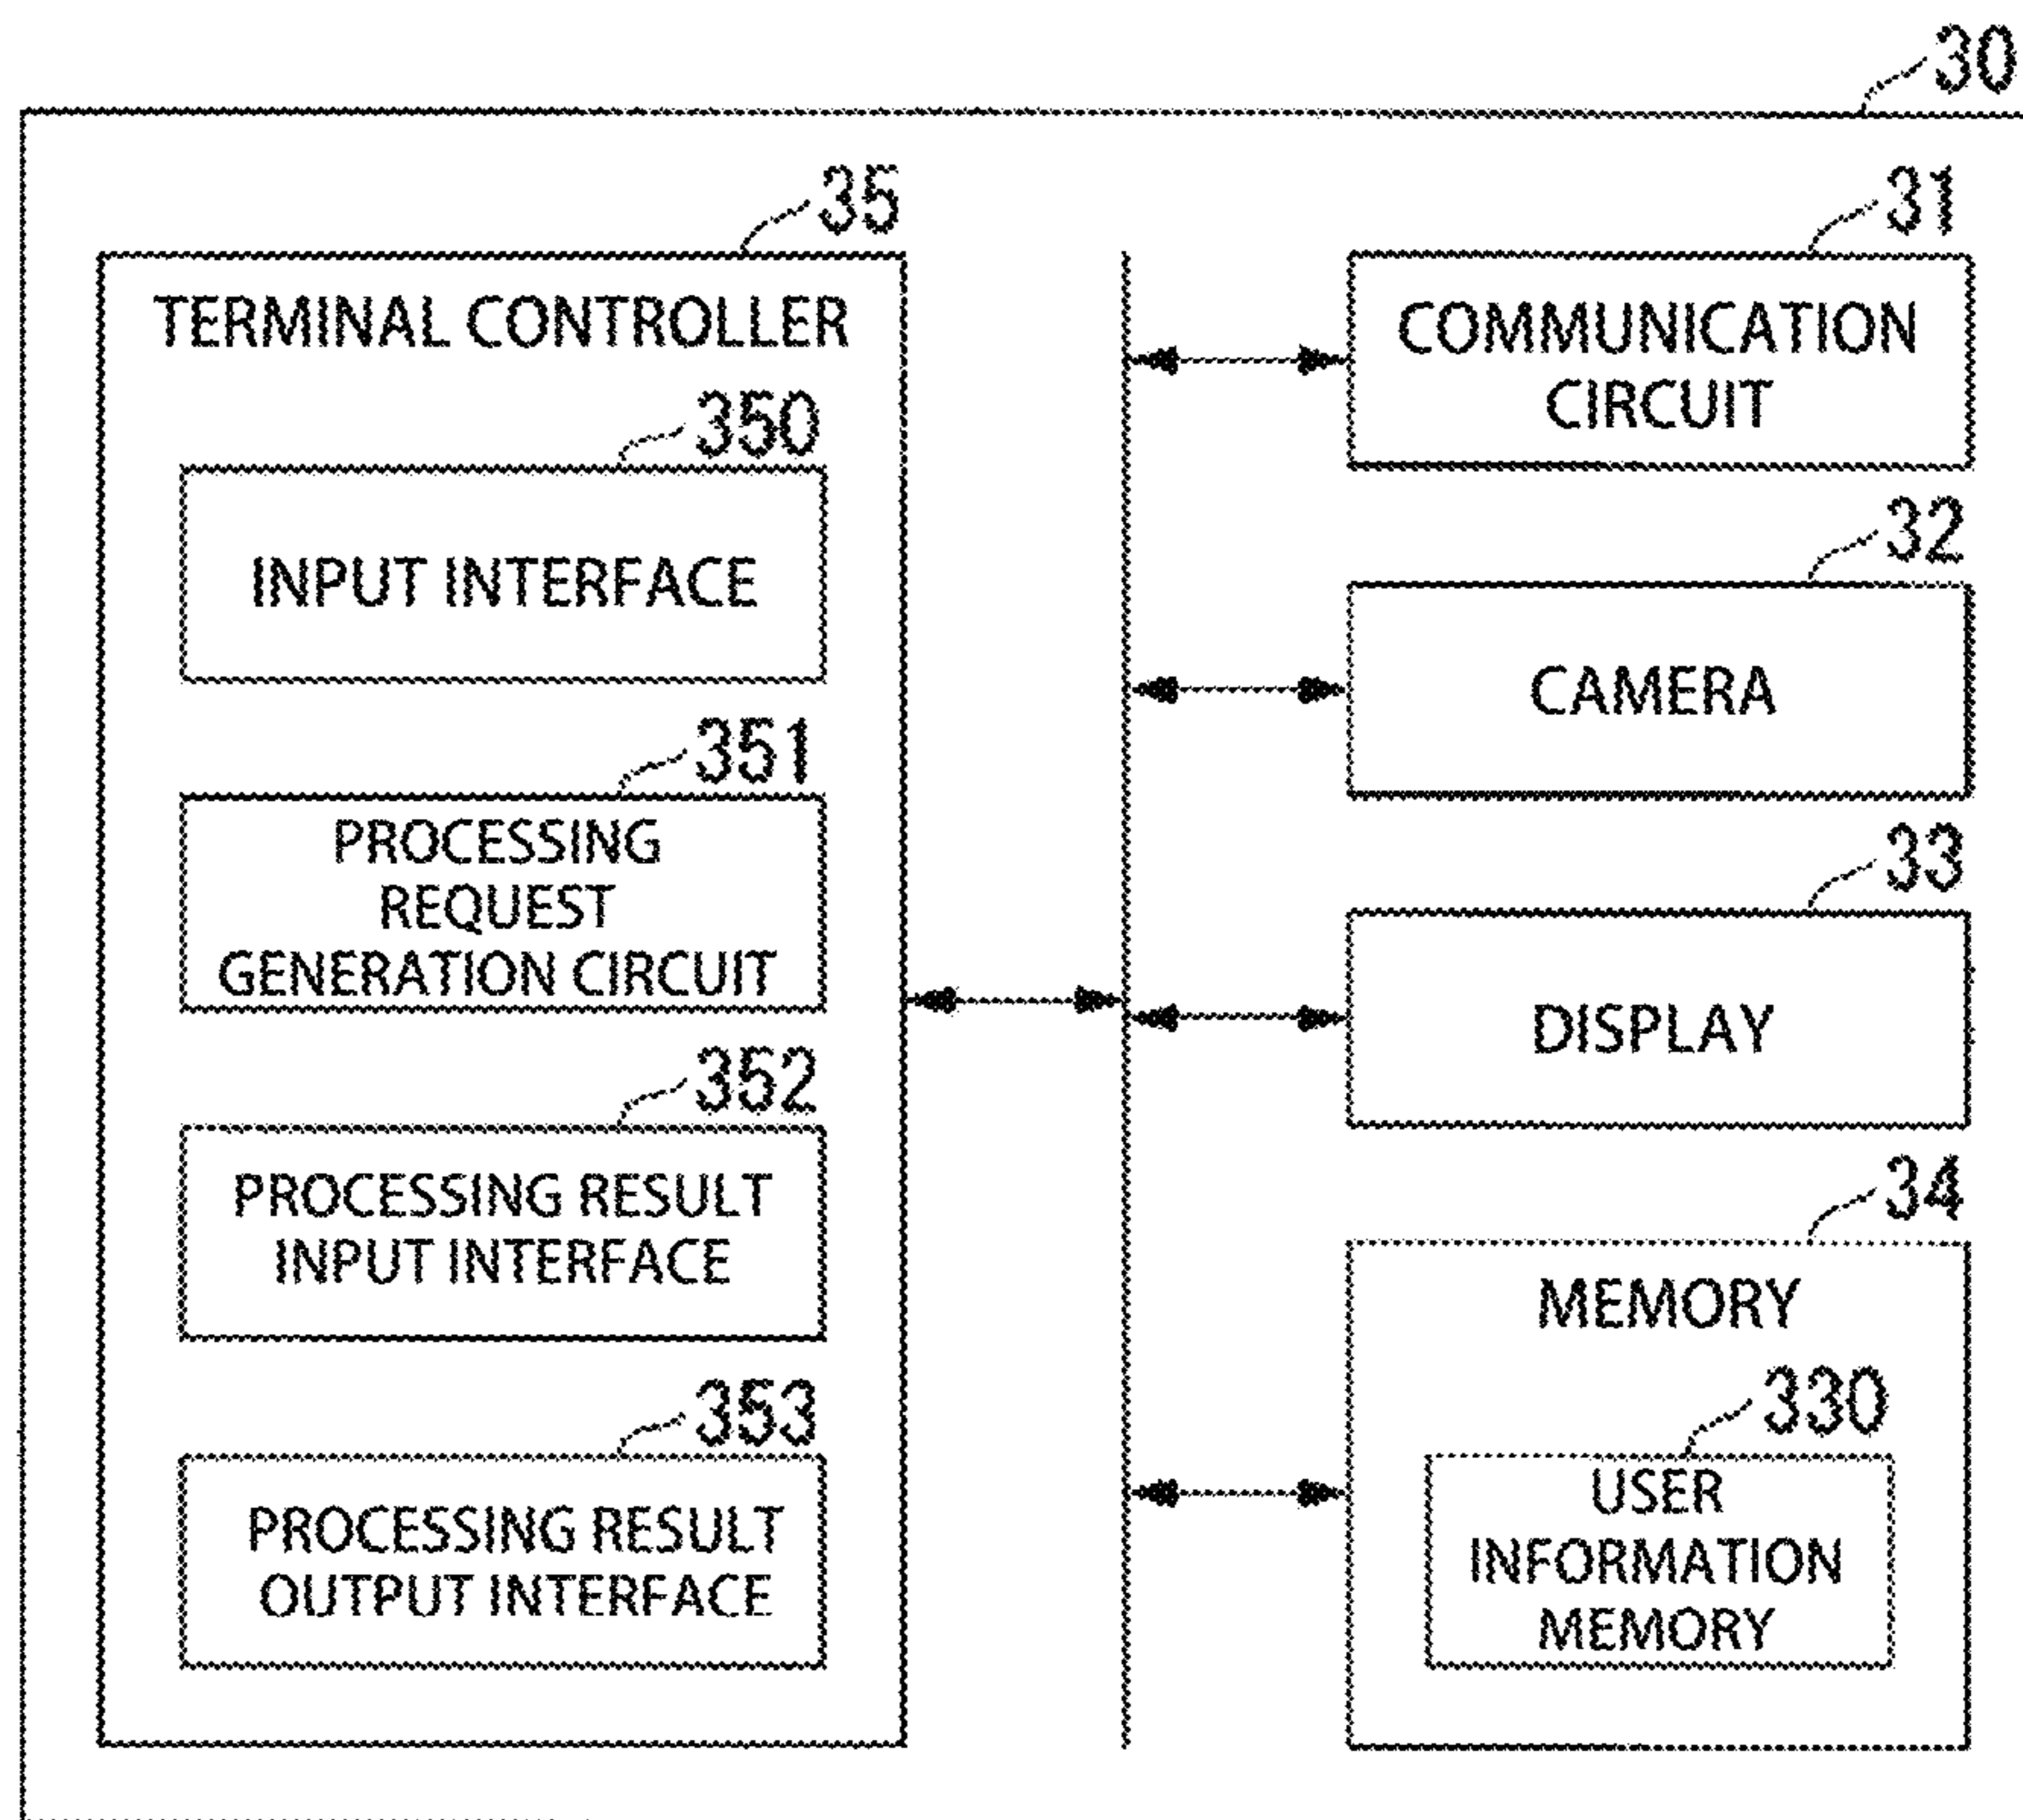 30
35
TERMINAL CONTROLLER
350
INPUT INTERFACE
351
PROCESSING
REQUEST
GENERATION CIRCUIT
352
PROCESSING RESULT
INPUT INTERFACE
353
PROCESSING RESULT
OUTPUT INTERFACE
31
COMMUNICATION
CIRCUIT
32
CAMERA
33
DISPLAY
34
MEMORY
330
USER
INFORMATION
MEMORY